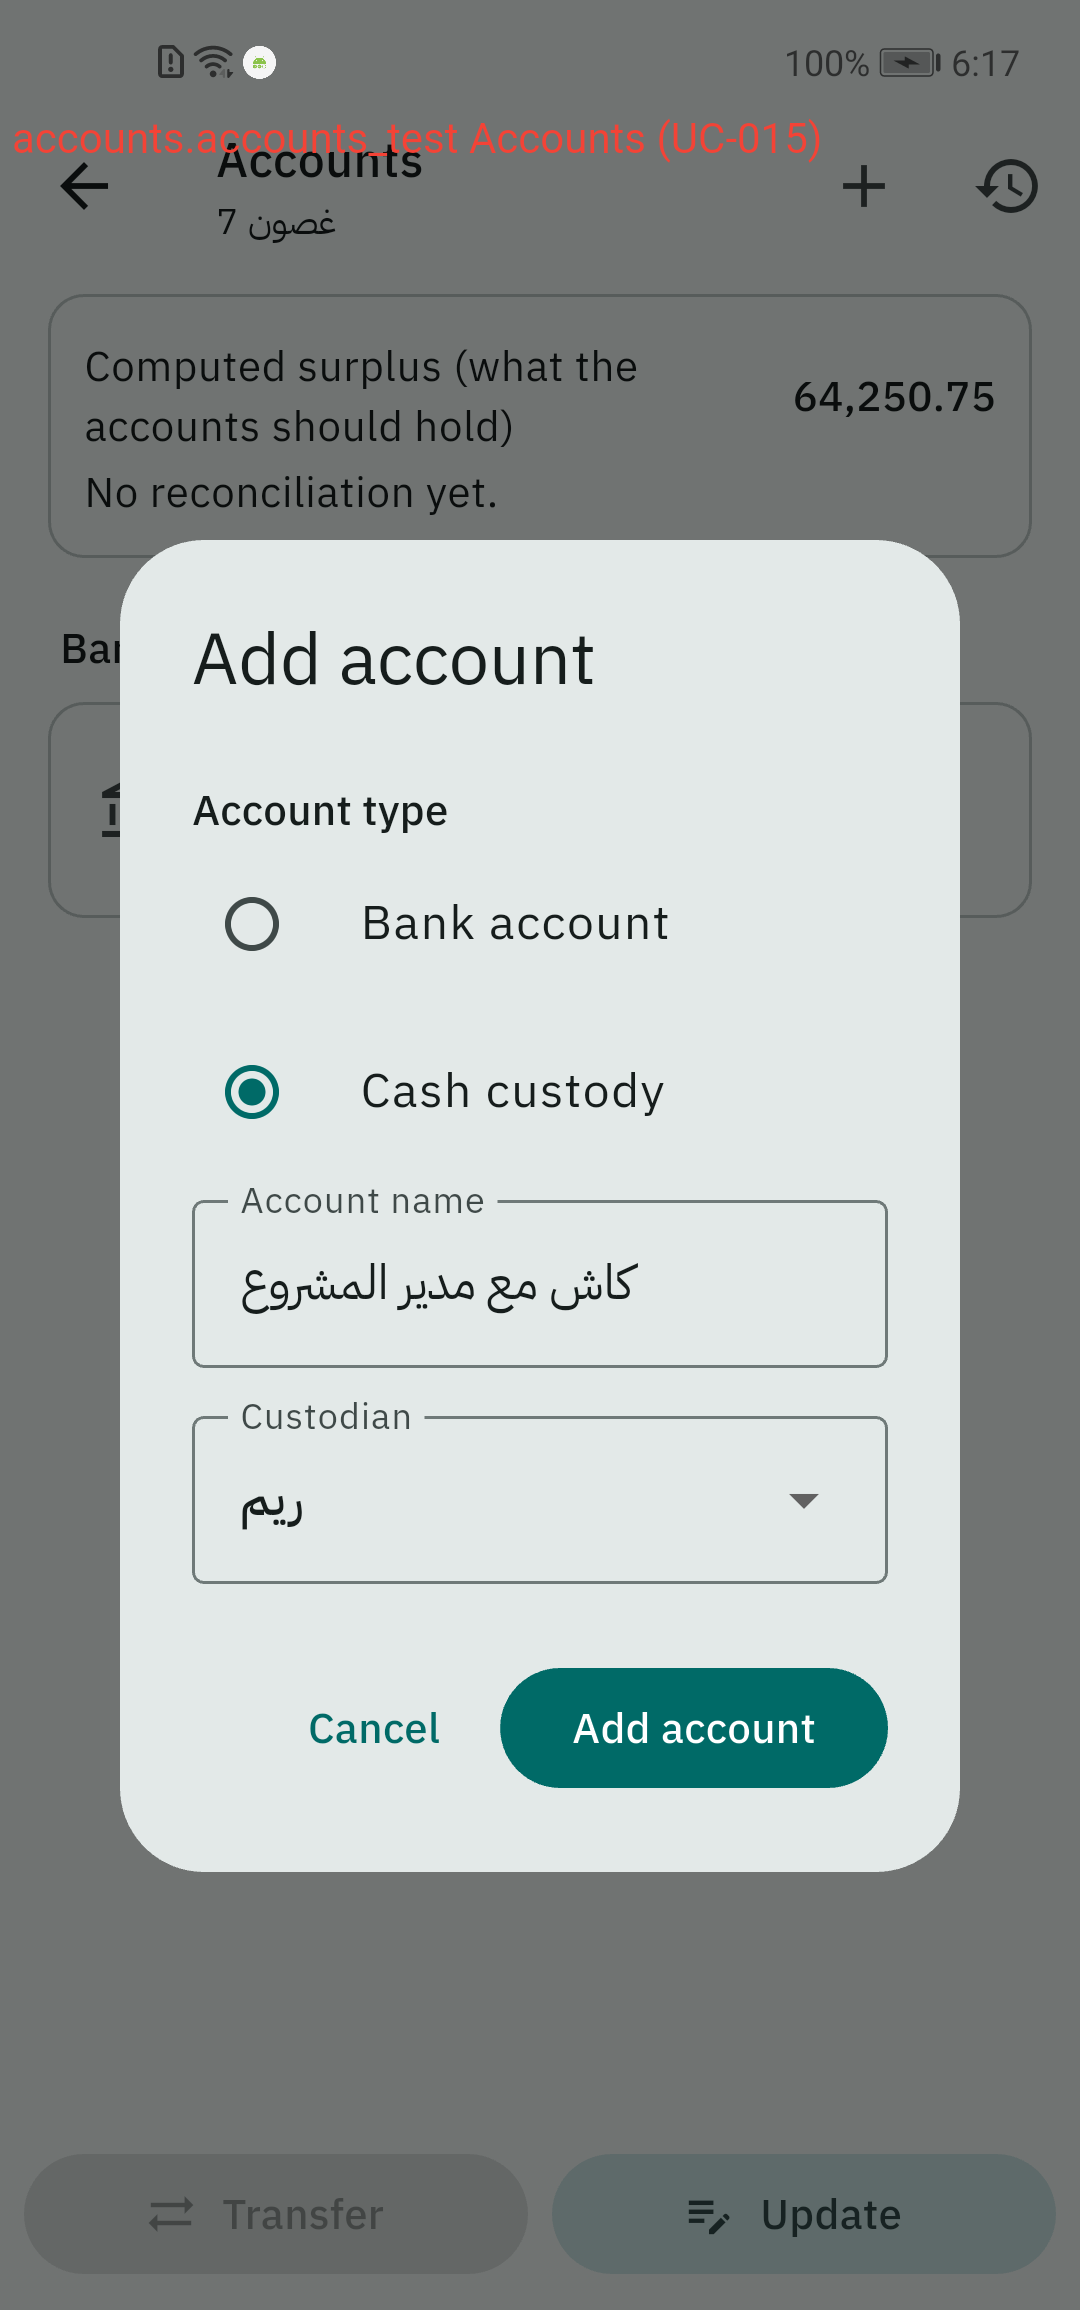 100% 6:17
accounts.accounts_test Accounts (UC-015)
Accounts
غصون 7
Computed surplus (what the
accounts should hold)
64,250.75
No reconciliation yet.
Add account
Account type
Bank account
Cash custody
Account name
كاش مع مدير المشروع
Custodian
ريم
Cancel
Add account
Transfer
Update